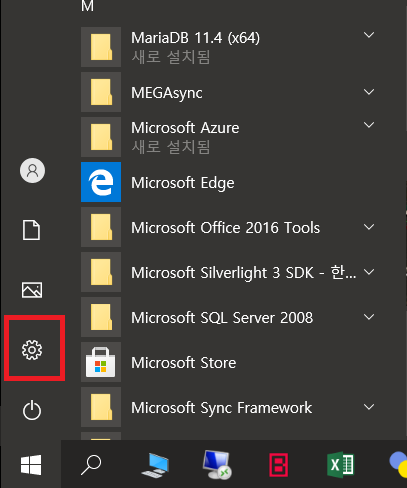 M
MariaDB 11.4 (x64)
새로 설치됨
MEGAsync
Microsoft Azure
새로 설치됨
Microsoft Edge
Microsoft Office 2016 Tools
Microsoft Silverlight 3 SDK - 한...
Microsoft SQL Server 2008
Microsoft Store
Microsoft Sync Framework